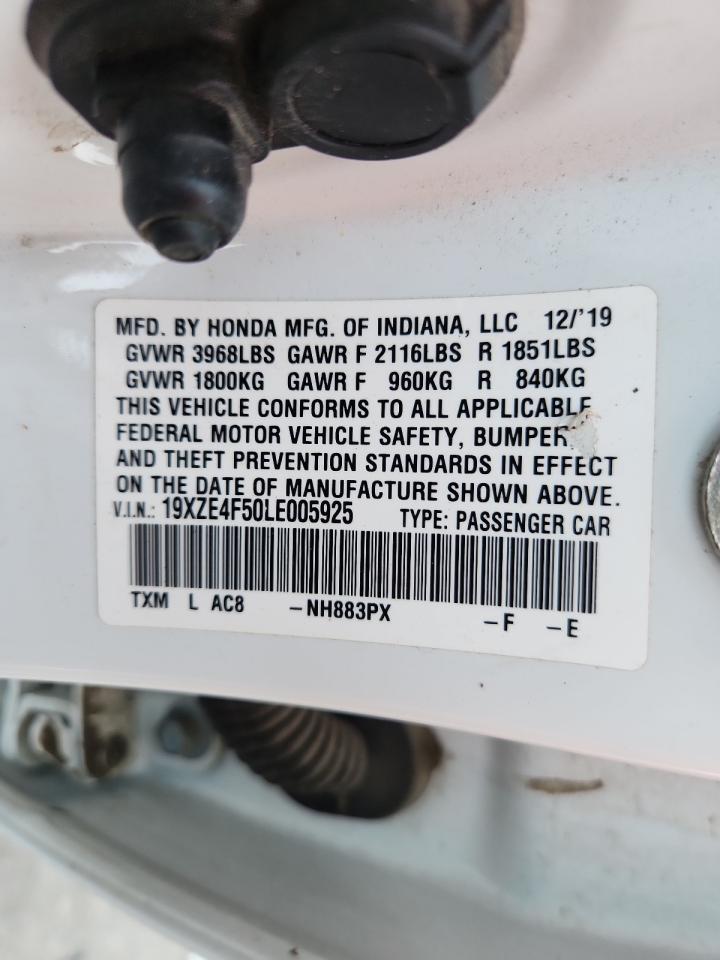 MFD. BY HONDA MFG. OF INDIANA, LLC 12/'19
GVWR 3968LBS GAWR F 2116LBS R 1851LBS
GVWR 1800KG GAWR F 960KG R 840KG
THIS VEHICLE CONFORMS TO ALL APPLICABLE
FEDERAL MOTOR VEHICLE SAFETY, BUMPER,
AND THEFT PREVENTION STANDARDS IN EFFECT
ON THE DATE OF MANUFACTURE SHOWN ABOVE.
V.I.N.: 19XZE4F50LE005925 TYPE: PASSENGER CAR
TXM L AC8 –NH883PX –F –E